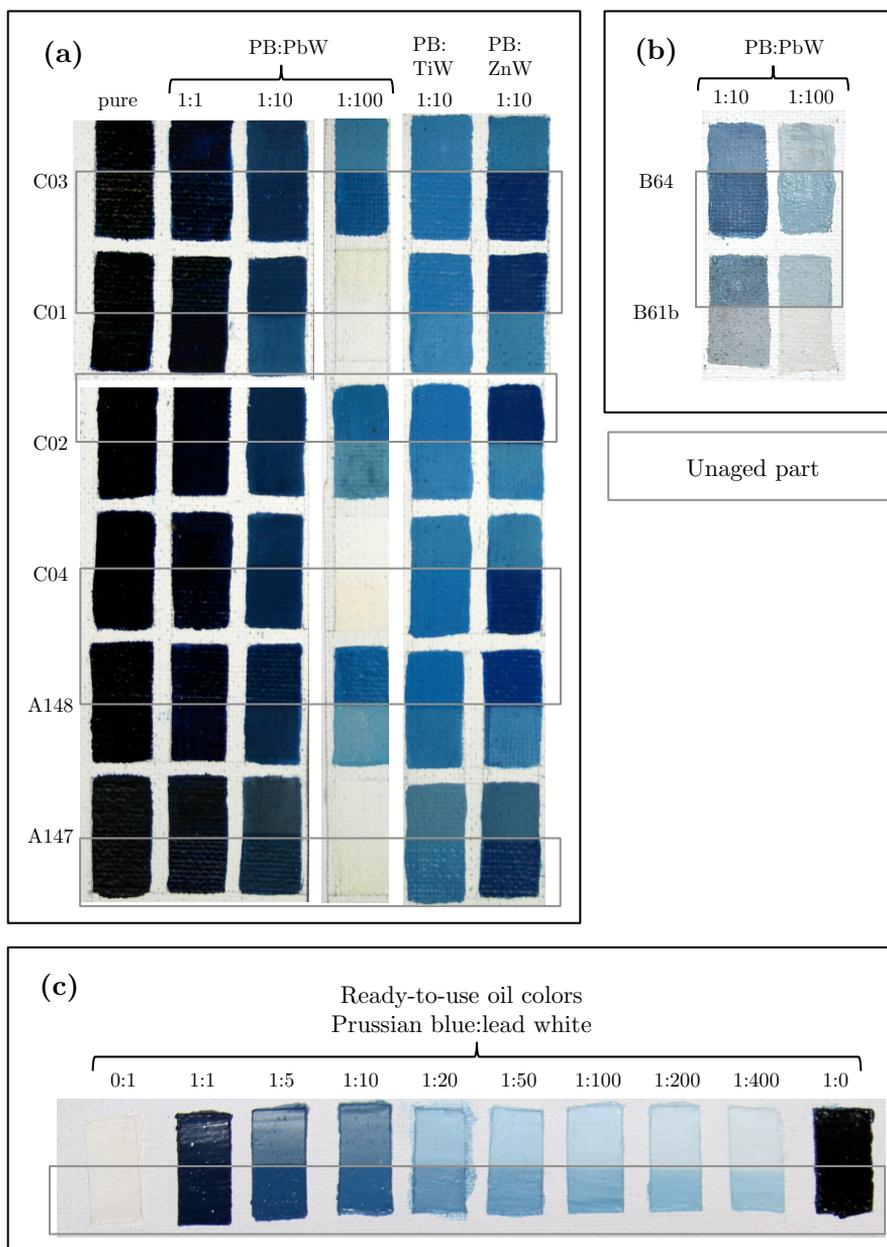 (a)
PB:PbW
PB:
TiW
PB:
ZnW
pure
1:1
1:10
1:100
1:10
1:10
C03
C01
C02
C04
A148
A147
(b)
PB:PbW
1:10
1:100
B64
B61b
Unaged part
(c)
Ready-to-use oil colors
Prussian blue:lead white
0:1
1:1
1:5
1:10
1:20
1:50
1:100
1:200
1:400
1:0